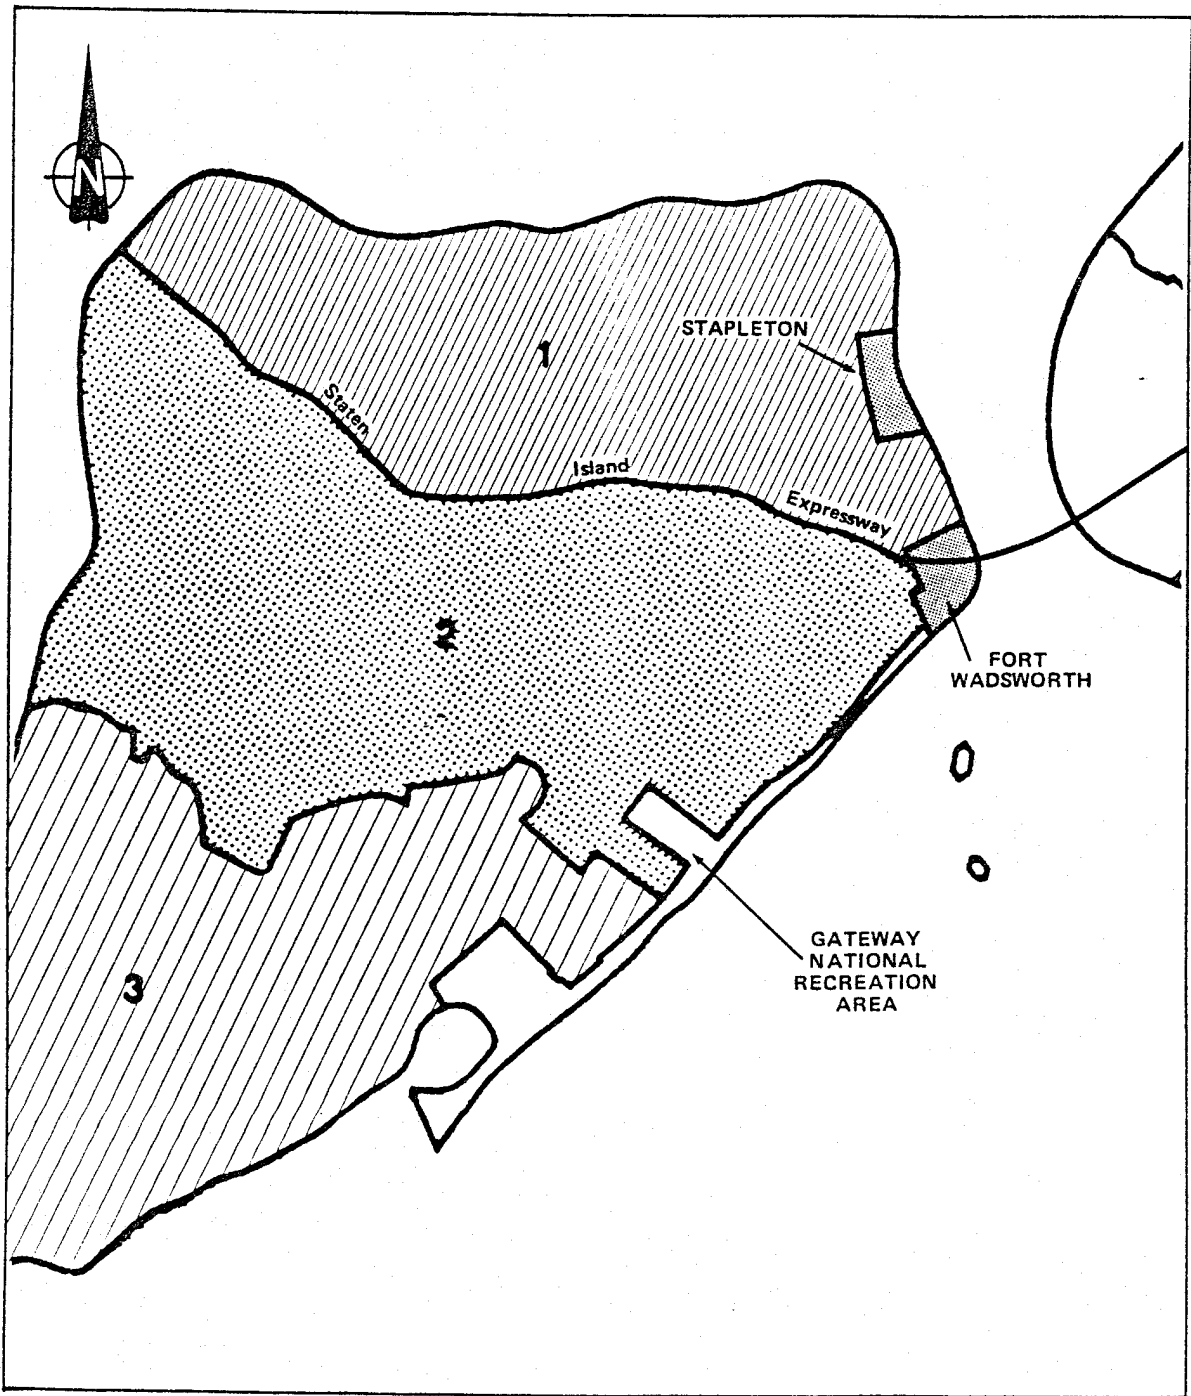 N
STAPLETON
1
Staten
Island
Expressway
2
FORT
WADSWORTH
GATEWAY
NATIONAL
RECREATION
AREA
3